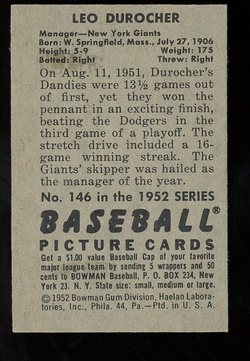 LEO DUROCHER
Manager—New York Giants
Born: W. Springfield, Mass., July 27, 1906
Height: 5-9 Weight: 175
Batted: Right Threw: Right
On Aug. 11, 1951, Durocher's
Dandies were 13½ games out
of first, yet they won the
pennant in an exciting finish,
beating the Dodgers in the
third game of a playoff. The
stretch drive included a 16-
game winning streak. The
Giants' skipper was hailed as
the manager of the year.
No. 146 in the 1952 SERIES
BASEBALL®
PICTURE CARDS
Get a $1.00 value Baseball Cap of your favorite
major league team by sending 5 wrappers and 50
cents to BOWMAN Baseball, P. O. BOX 234, New
York 23. N. Y. State size: small, medium or large.
©1952 Bowman Gum Division, Haelan Labora-
tories, Inc., Phila. 44, Pa.—Ptd. in U. S. A.